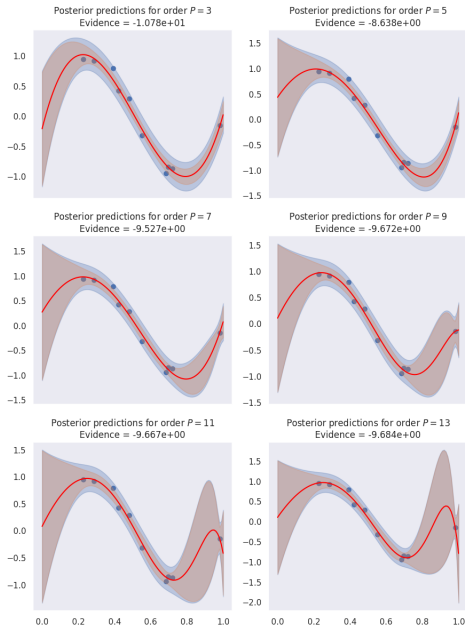 Posterior predictions for order P = 3
Evidence = -1.078e+01
1.0
0.5
0.0
−0.5
−1.0
Posterior predictions for order P = 5
Evidence = -8.638e+00
1.5
1.0
0.5
0.0
−0.5
−1.0
−1.5
Posterior predictions for order P = 7
Evidence = -9.527e+00
1.5
1.0
0.5
0.0
−0.5
−1.0
Posterior predictions for order P = 9
Evidence = -9.672e+00
1.5
1.0
0.5
0.0
−0.5
−1.0
−1.5
Posterior predictions for order P = 11
Evidence = -9.667e+00
1.5
1.0
0.5
0.0
−0.5
−1.0
0.0 0.2 0.4 0.6 0.8 1.0
Posterior predictions for order P = 13
Evidence = -9.684e+00
1.5
1.0
0.5
0.0
−0.5
−1.0
−1.5
−2.0
0.0 0.2 0.4 0.6 0.8 1.0